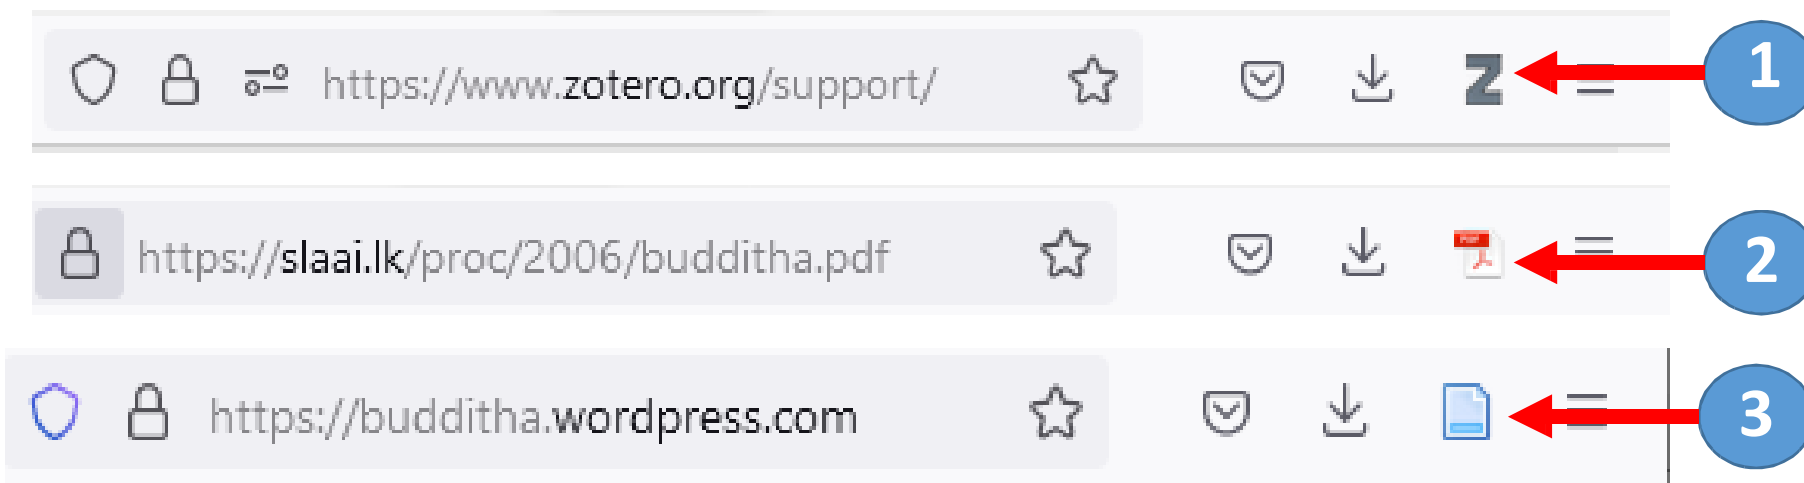 https://www.zotero.org/support/ Z 1
https://slaai.lk/proc/2006/budditha.pdf PDF 2
https://budditha.wordpress.com 3